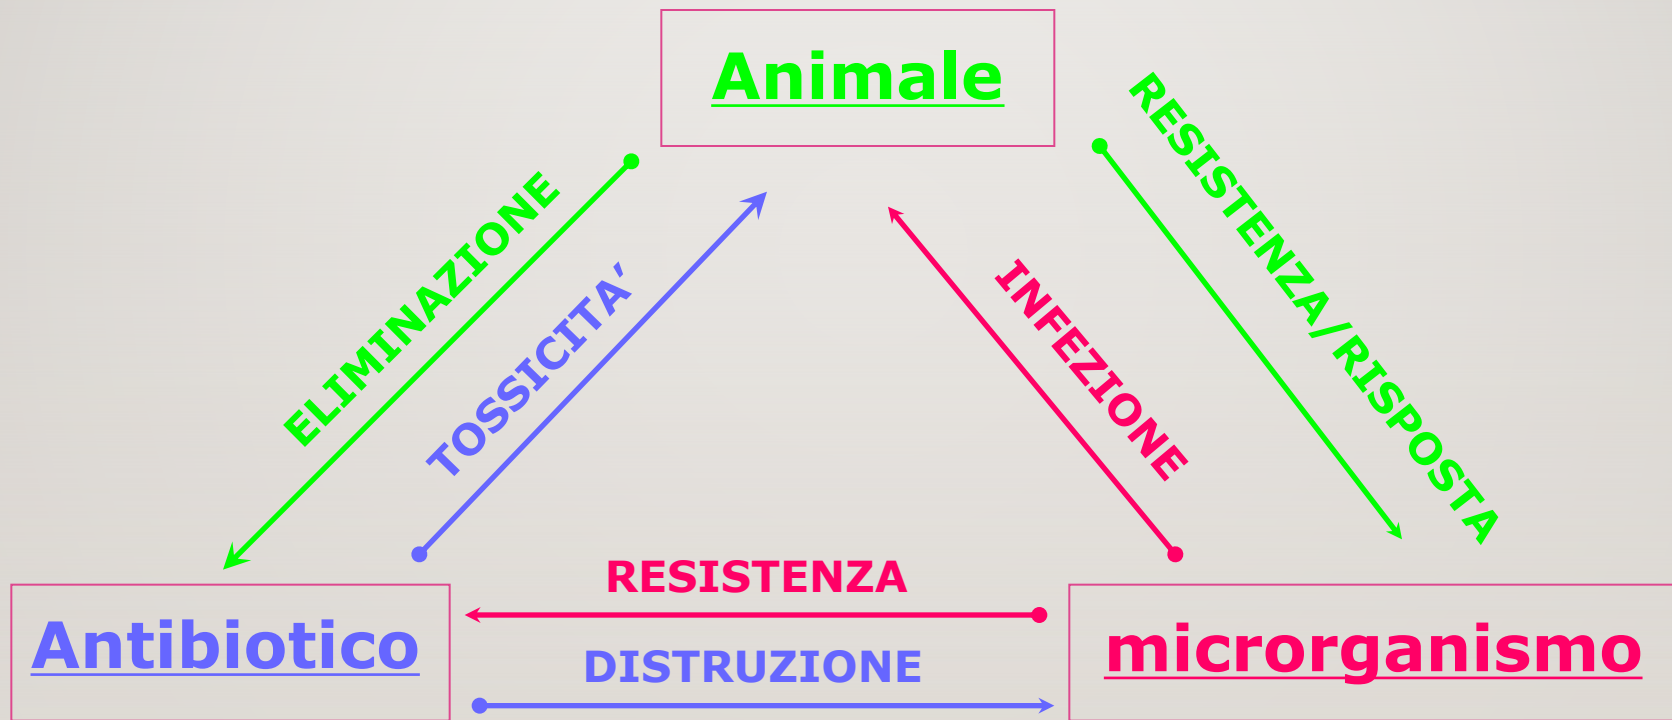 Animale
RESISTENZA/RISPOSTA
ELIMINAZIONE
TOSSICITA’
INFEZIONE
RESISTENZA
Antibiotico
DISTRUZIONE
microrganismo